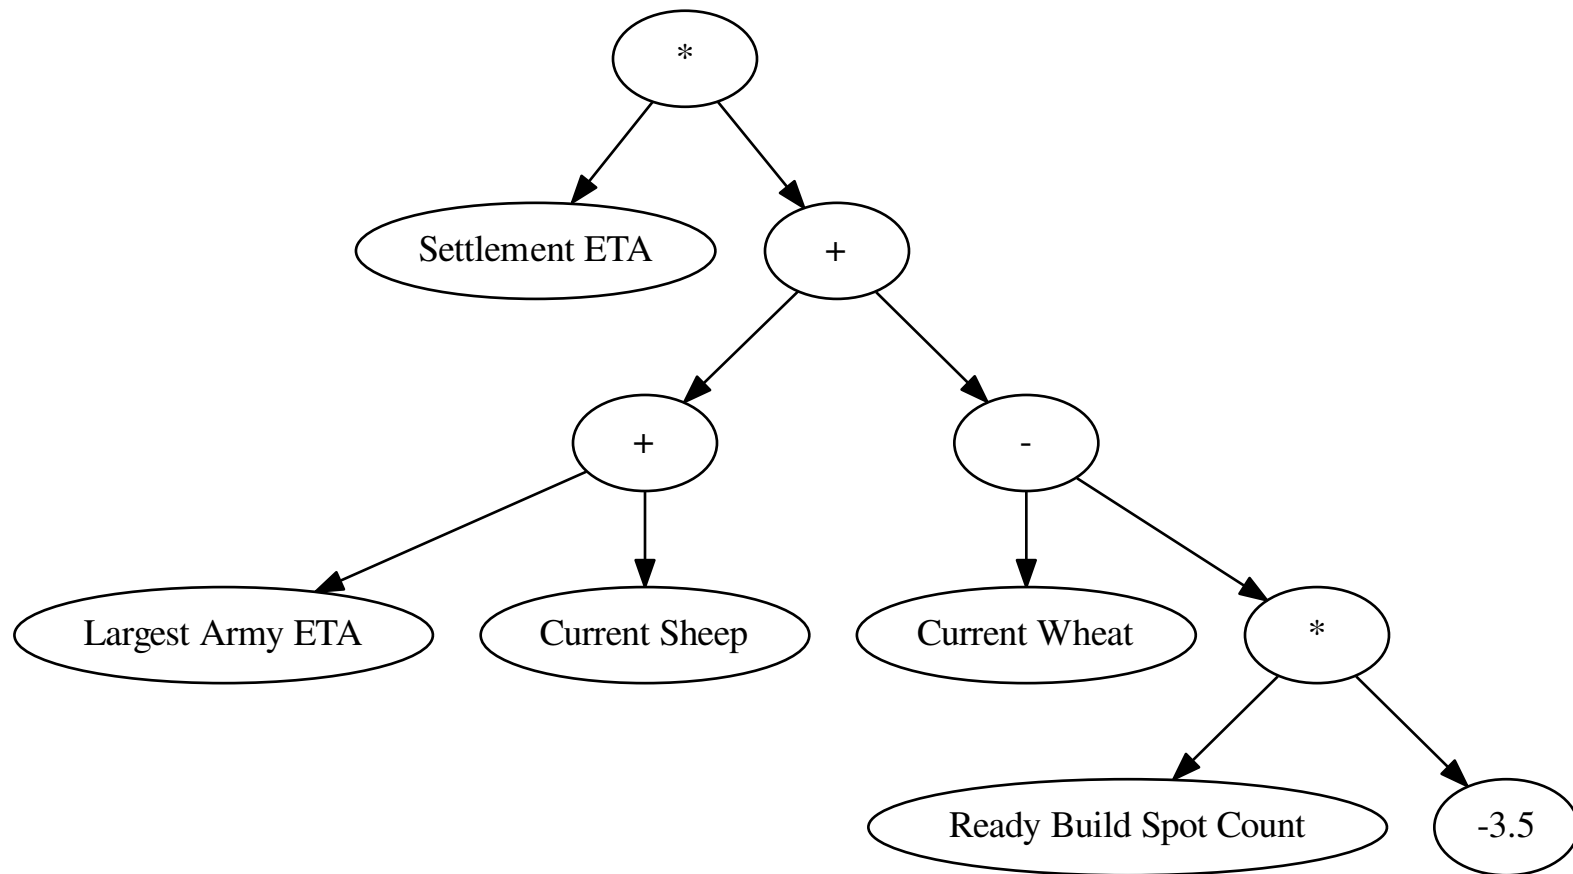 *
Settlement ETA
+
+
-
Largest Army ETA
Current Sheep
Current Wheat
*
Ready Build Spot Count
-3.5